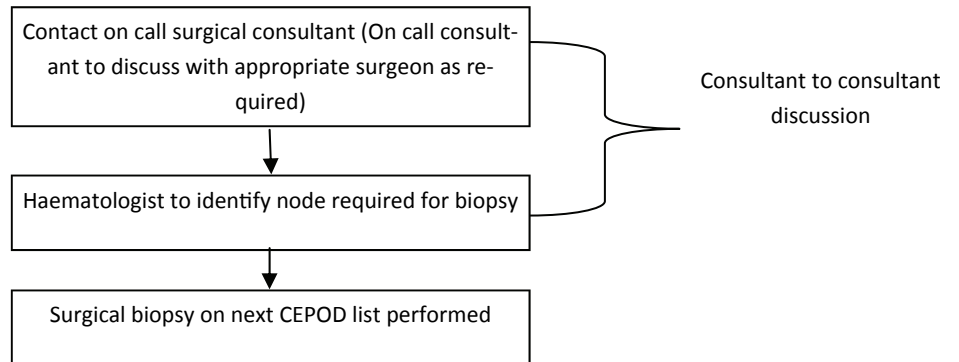 Contact on call surgical consultant (On call consult-
ant to discuss with appropriate surgeon as re-
quired)
Consultant to consultant
discussion
Haematologist to identify node required for biopsy
Surgical biopsy on next CEPOD list performed